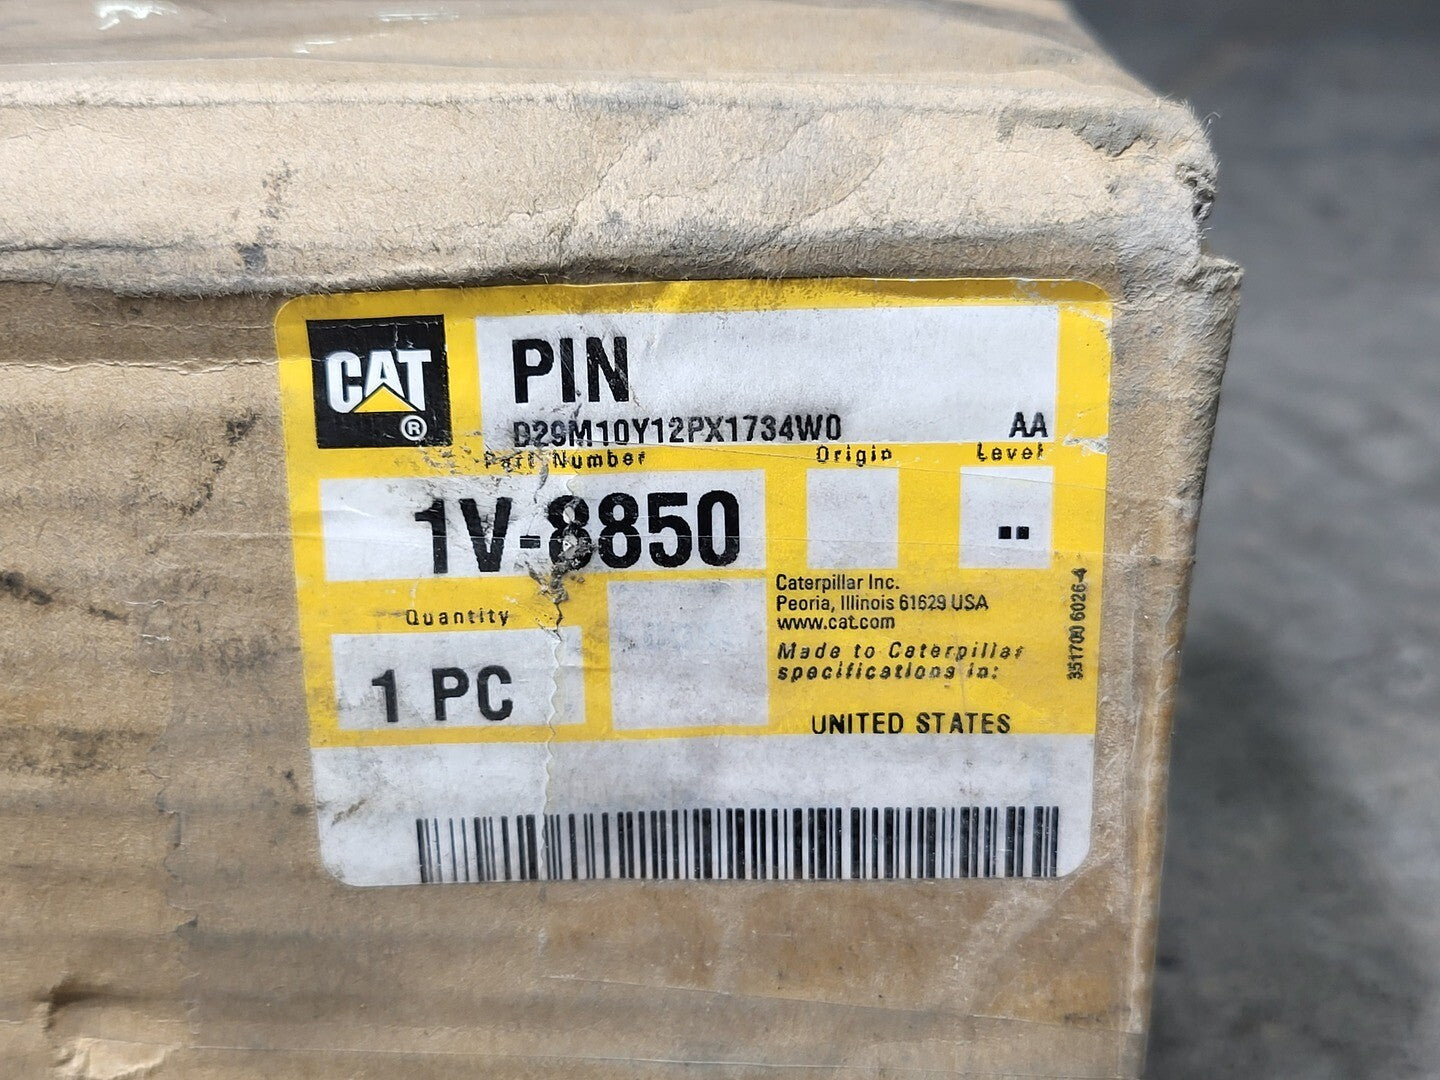 CAT
®
PIN
D29M10Y12PX1734W0 AA
Part Number Origin Level
1V-8850 --
Quantity
1 PC
Caterpillar Inc.
Peoria, Illinois 61629 USA
www.cat.com
Made to Caterpillar
specifications in:
UNITED STATES
351700 6026-4